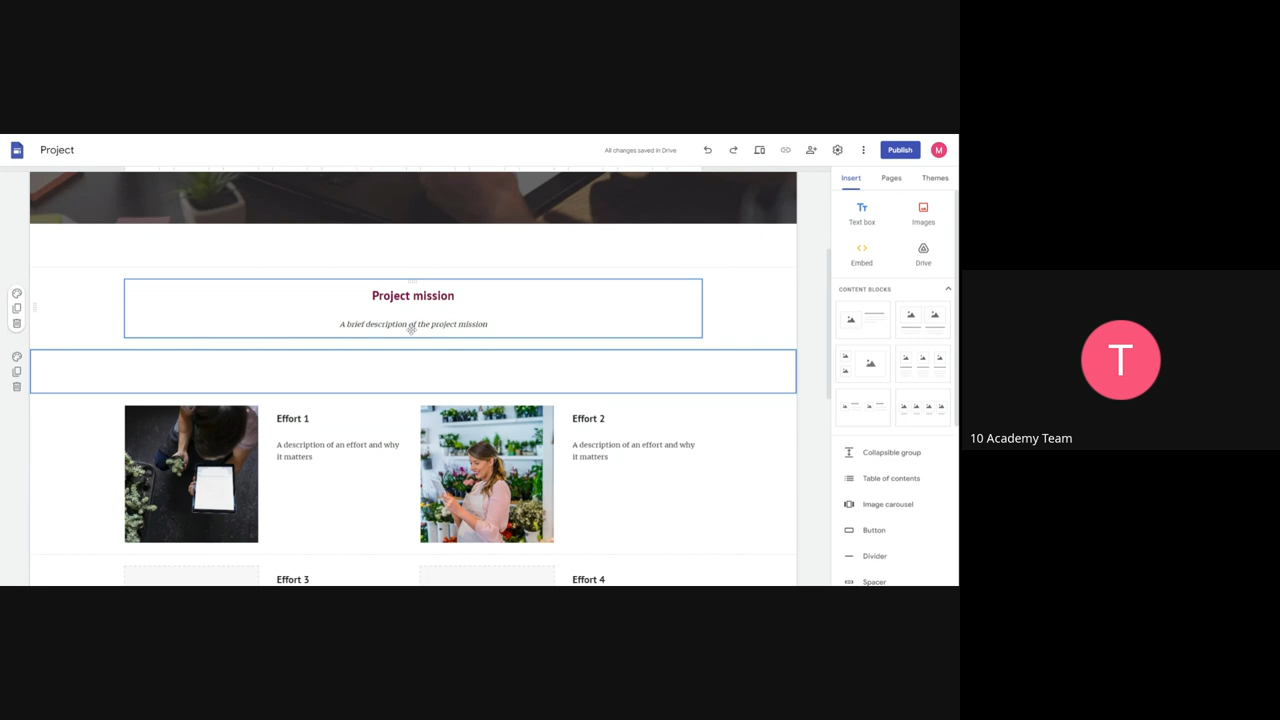 Project
All changes saved in Drive
Publish
M
Insert
Pages
Themes
Text box
Images
Embed
Drive
CONTENT BLOCKS
Collapsible group
Table of contents
Image carousel
Button
Divider
Spacer
Project mission
A brief description of the project mission
Effort 1
A description of an effort and why
it matters
Effort 2
A description of an effort and why
it matters
Effort 3
Effort 4
T
10 Academy Team